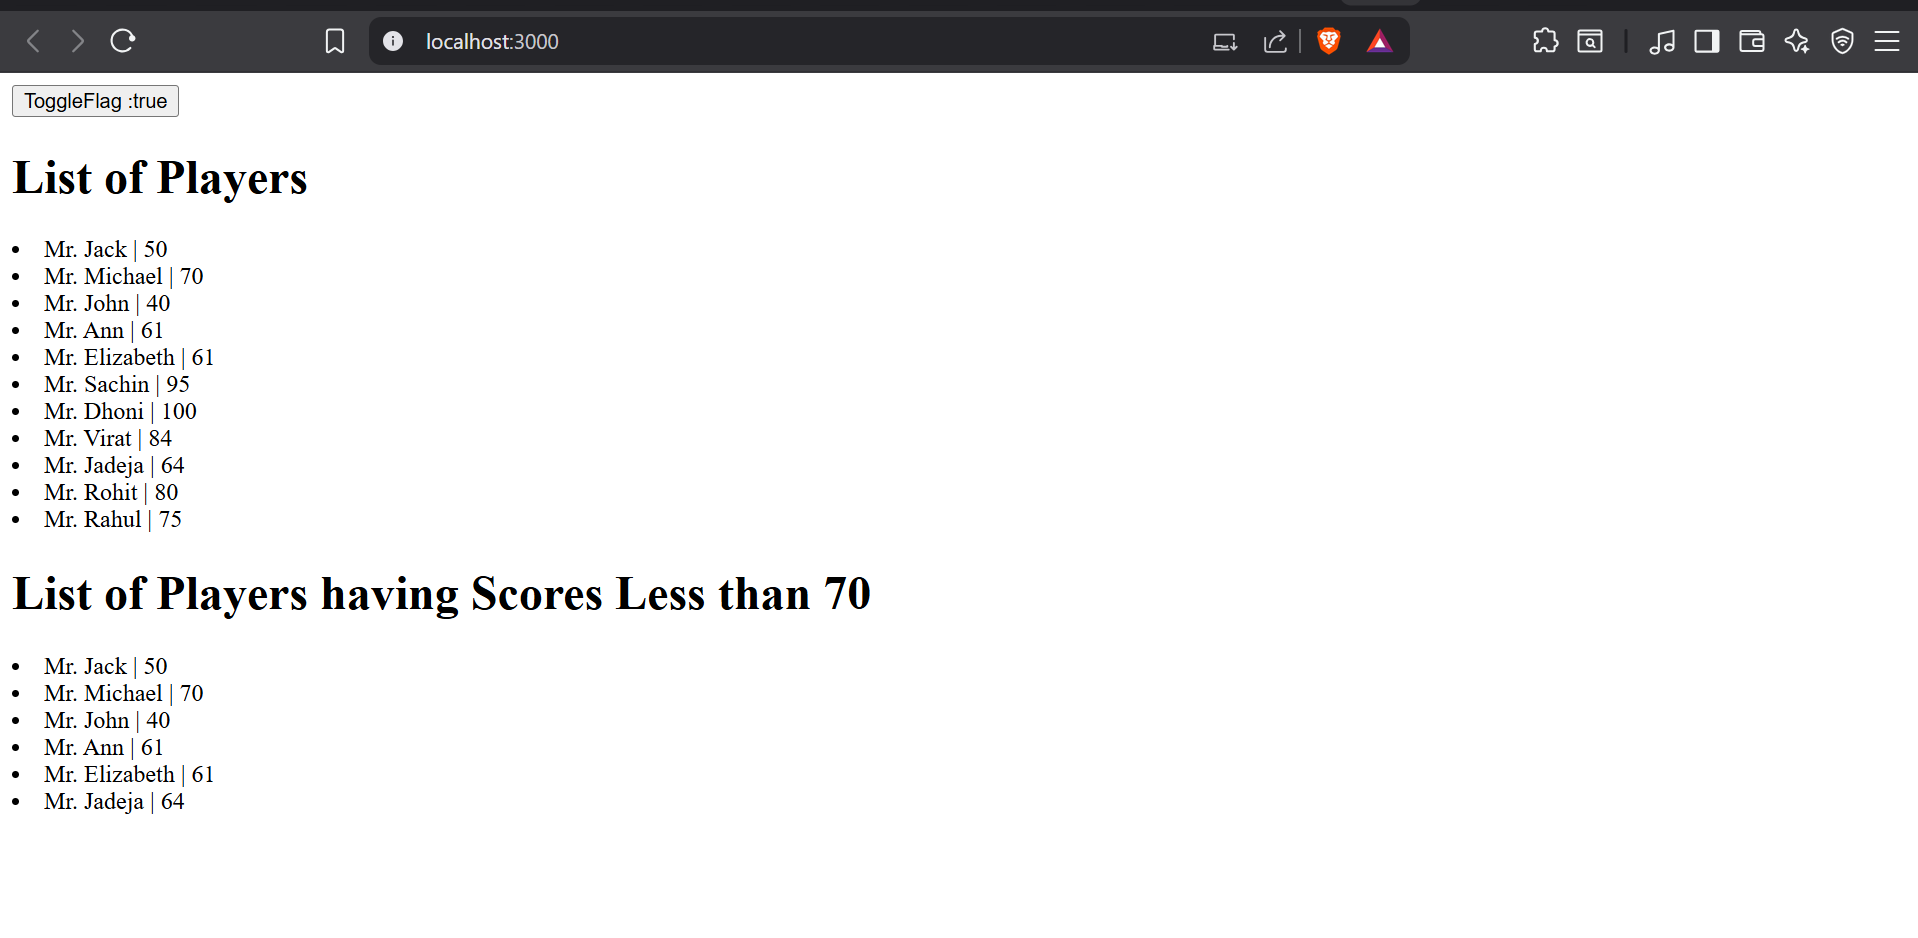 localhost:3000
ToggleFlag :true
List of Players
Mr. Jack | 50
Mr. Michael | 70
Mr. John | 40
Mr. Ann | 61
Mr. Elizabeth | 61
Mr. Sachin | 95
Mr. Dhoni | 100
Mr. Virat | 84
Mr. Jadeja | 64
Mr. Rohit | 80
Mr. Rahul | 75
List of Players having Scores Less than 70
Mr. Jack | 50
Mr. Michael | 70
Mr. John | 40
Mr. Ann | 61
Mr. Elizabeth | 61
Mr. Jadeja | 64